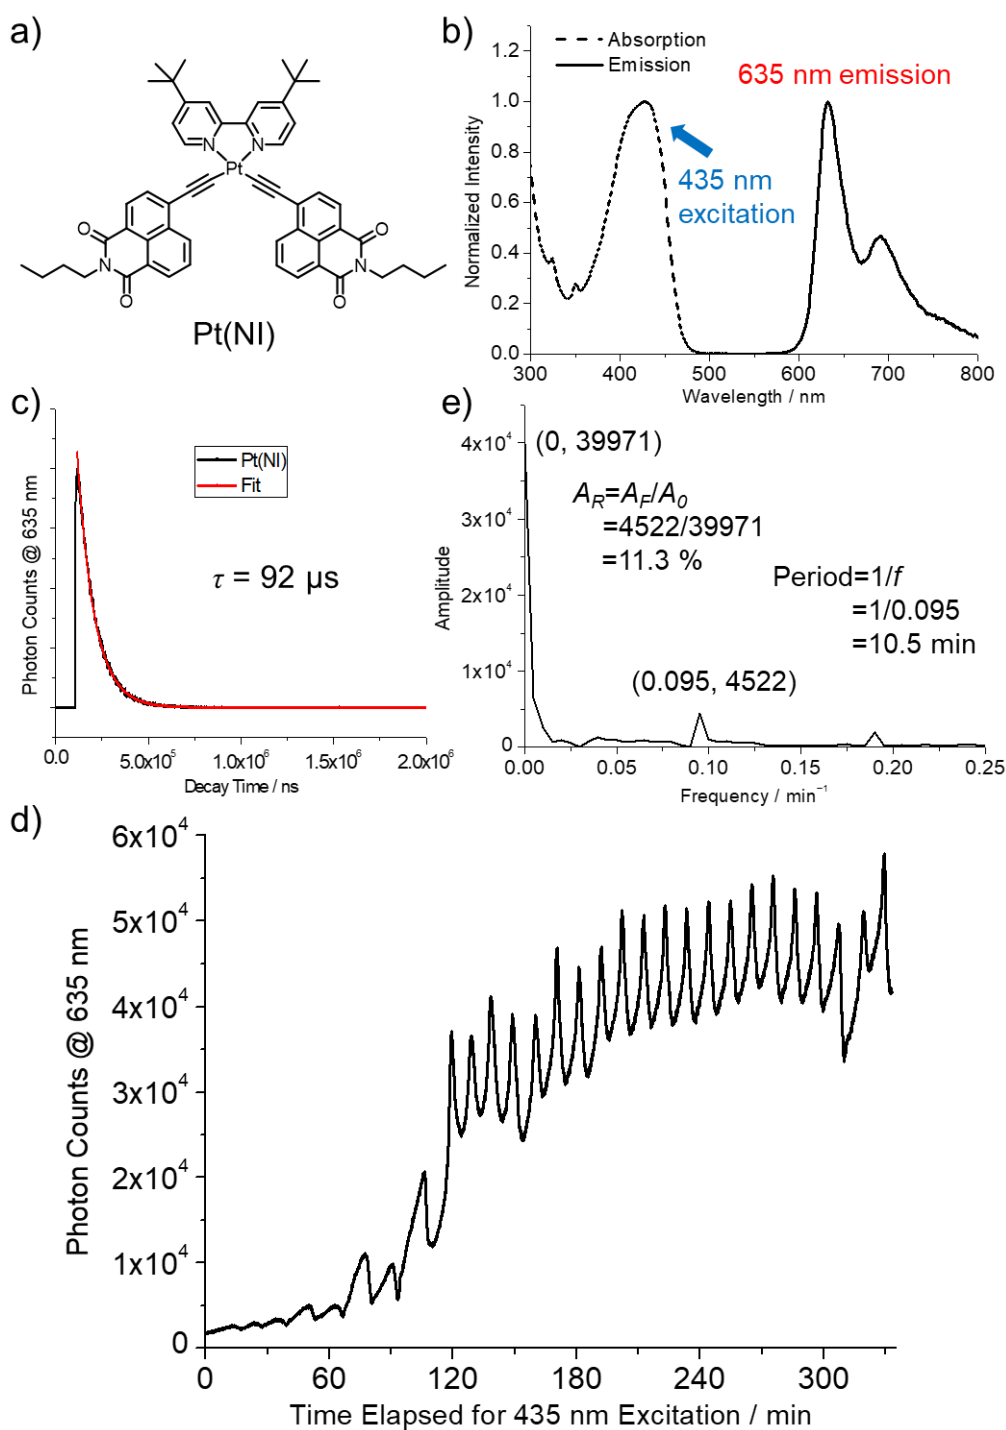 a)
N
N
Pt
O
N
O
O
N
O
Pt(NI)
b)
Absorption
Emission
635 nm emission
435 nm
excitation
Normalized Intensity
1.2
1.0
0.8
0.6
0.4
0.2
0.0
300 400 500 600 700 800
Wavelength / nm
c)
Pt(NI)
Fit
τ = 92 μs
Photon Counts @ 635 nm
0.0 5.0x10⁵ 1.0x10⁶ 1.5x10⁶ 2.0x10⁶
Decay Time / ns
e)
(0, 39971)
A_R=A_F/A_0
=4522/39971
=11.3 %
Period=1/f
=1/0.095
=10.5 min
(0.095, 4522)
Amplitude
4x10⁴
3x10⁴
2x10⁴
1x10⁴
0
0.00 0.05 0.10 0.15 0.20 0.25
Frequency / min⁻¹
d)
Photon Counts @ 635 nm
6x10⁴
5x10⁴
4x10⁴
3x10⁴
2x10⁴
1x10⁴
0
0 60 120 180 240 300
Time Elapsed for 435 nm Excitation / min